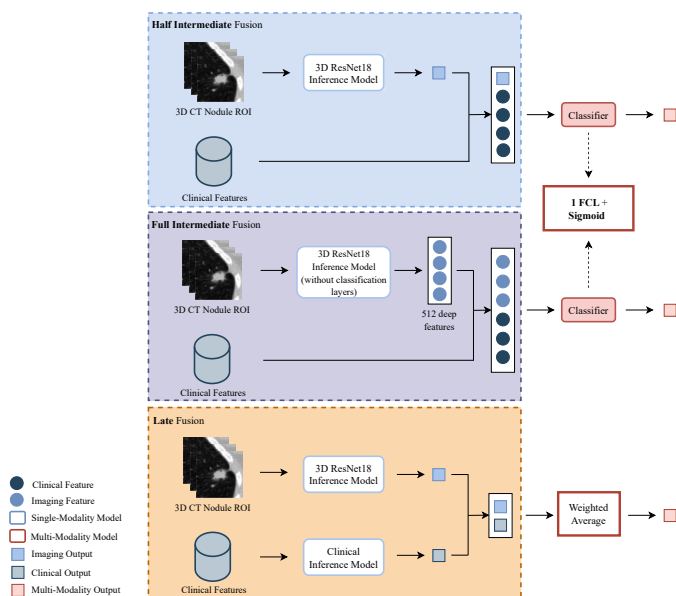 Half Intermediate Fusion
3D ResNet18
Inference Model
3D CT Nodule ROI
Clinical Features
Classifier
1 FCL +
Sigmoid
Full Intermediate Fusion
3D ResNet18
Inference Model
(without classification
layers)
3D CT Nodule ROI
512 deep
features
Clinical Features
Classifier
Late Fusion
3D ResNet18
Inference Model
3D CT Nodule ROI
Clinical
Inference Model
Clinical Features
Weighted
Average
Clinical Feature
Imaging Feature
Single-Modality Model
Multi-Modality Model
Imaging Output
Clinical Output
Multi-Modality Output